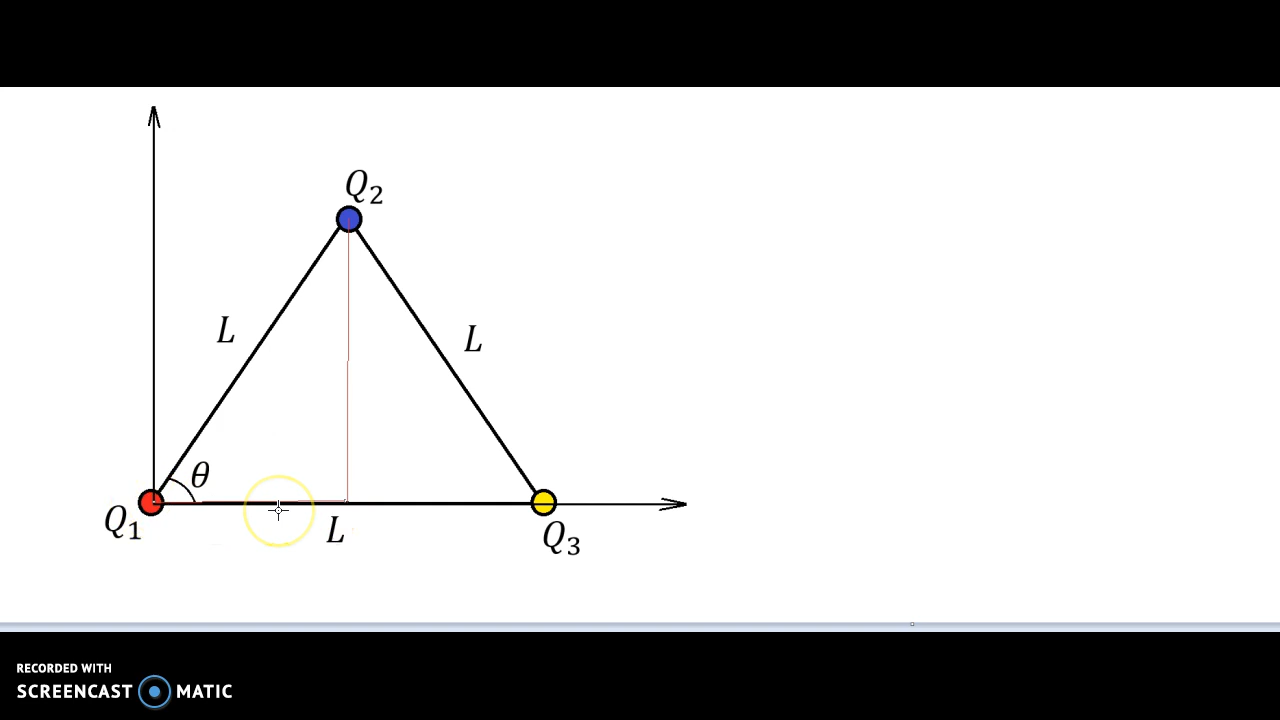 Q₂
L
L
θ
Q₁
L
Q₃
RECORDED WITH
SCREENCAST MATIC